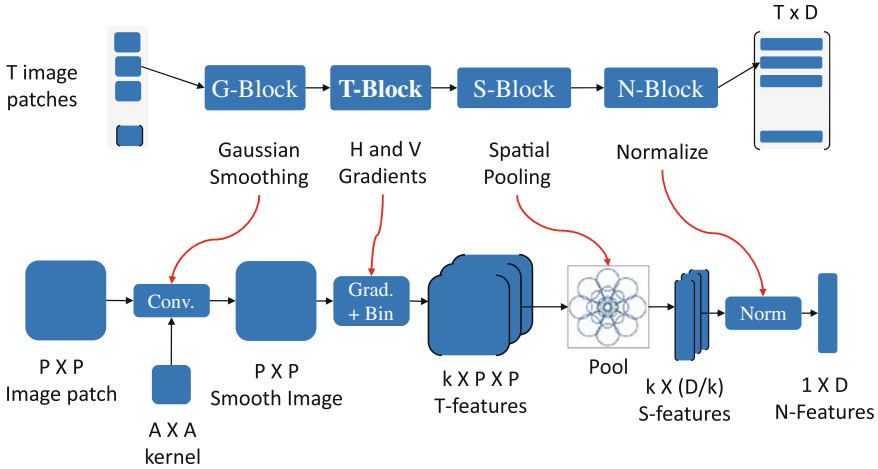 T x D
T image
patches
G-Block
T-Block
S-Block
N-Block
Gaussian
Smoothing
H and V
Gradients
Spatial
Pooling
Normalize
Conv.
Grad.
+ Bin
Norm
P X P
Image patch
A X A
kernel
P X P
Smooth Image
k X P X P
T-features
Pool
k X (D/k)
S-features
1 X D
N-Features